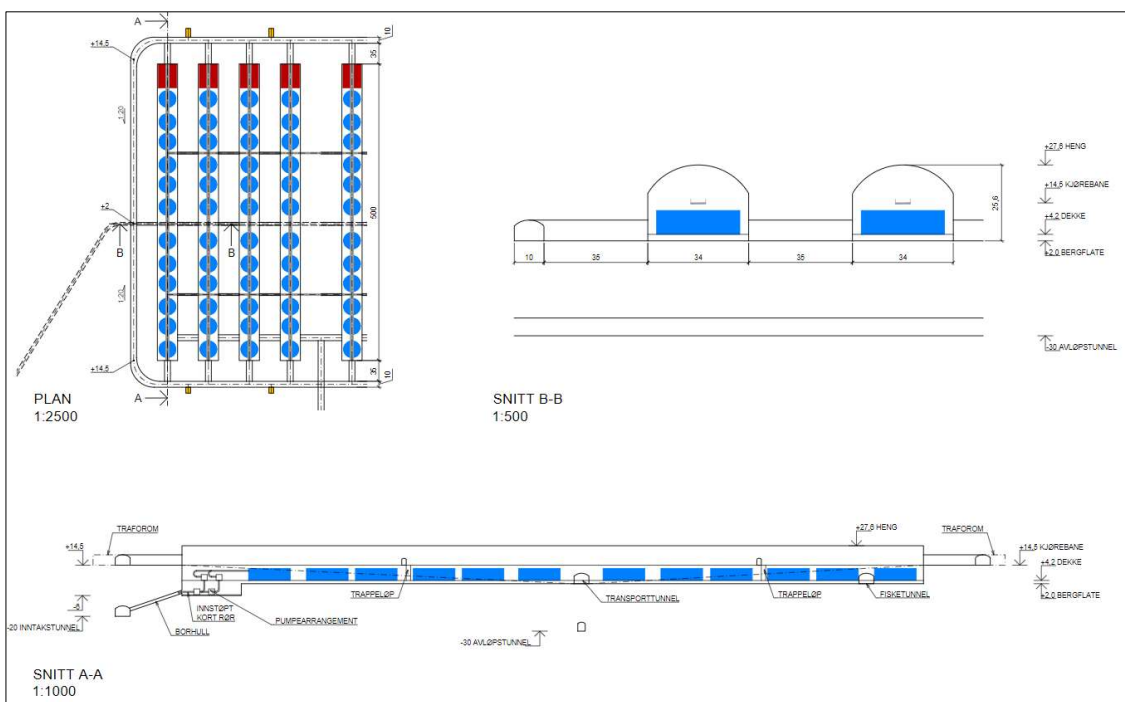 A
10
+14,5
35
1:20
500
+2
B
B
1:20
+14,5
35
10
A
PLAN
1:2500
+27,6 HENG
+14,5 KJØREBANE
25,6
+4,2 DEKKE
+2,0 BERGFLATE
10
35
34
35
34
-30 AVLØPSTUNNEL
SNITT B-B
1:500
TRAFOROM
+27,6 HENG
TRAFOROM
+14,5
+14,5 KJØREBANE
+4,2 DEKKE
+2,0 BERGFLATE
TRAPPELØP
TRANSPORTTUNNEL
TRAPPELØP
FISKETUNNEL
-6
INNSTØPT
KORT RØR
PUMPEARRANGEMENT
-20 INNTAKSTUNNEL
BORHULL
-30 AVLØPSTUNNEL
SNITT A-A
1:1000